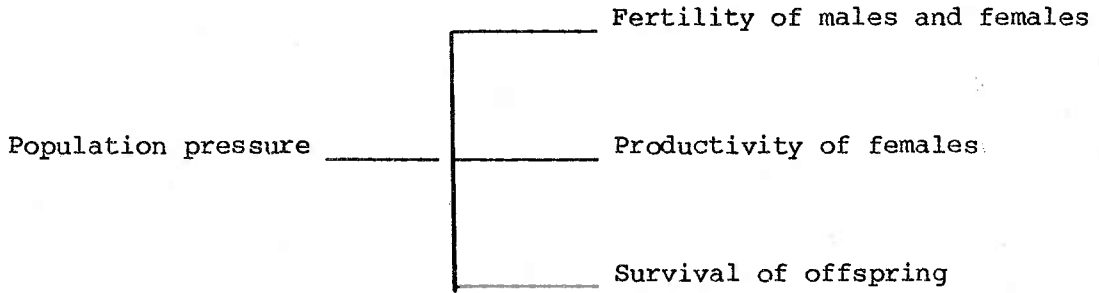 Fertility of males and females
Population pressure
Productivity of females
Survival of offspring